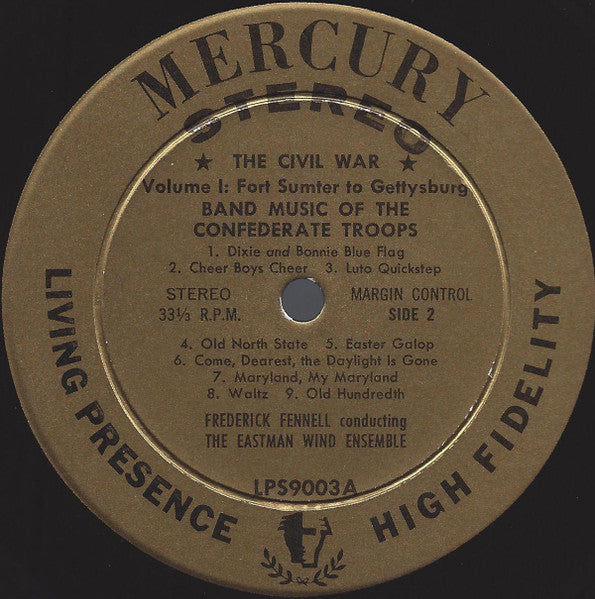 MERCURY
STEREO
★ THE CIVIL WAR ★
Volume I: Fort Sumter to Gettysburg
BAND MUSIC OF THE
CONFEDERATE TROOPS
1. Dixie and Bonnie Blue Flag
2. Cheer Boys Cheer 3. Luto Quickstep
STEREO MARGIN CONTROL
33⅓ R.P.M. SIDE 2
4. Old North State 5. Easter Galop
6. Come, Dearest, the Daylight Is Gone
7. Maryland, My Maryland
8. Waltz 9. Old Hundredth
FREDERICK FENNELL conducting
THE EASTMAN WIND ENSEMBLE
LPS9003A
LIVING PRESENCE
HIGH FIDELITY